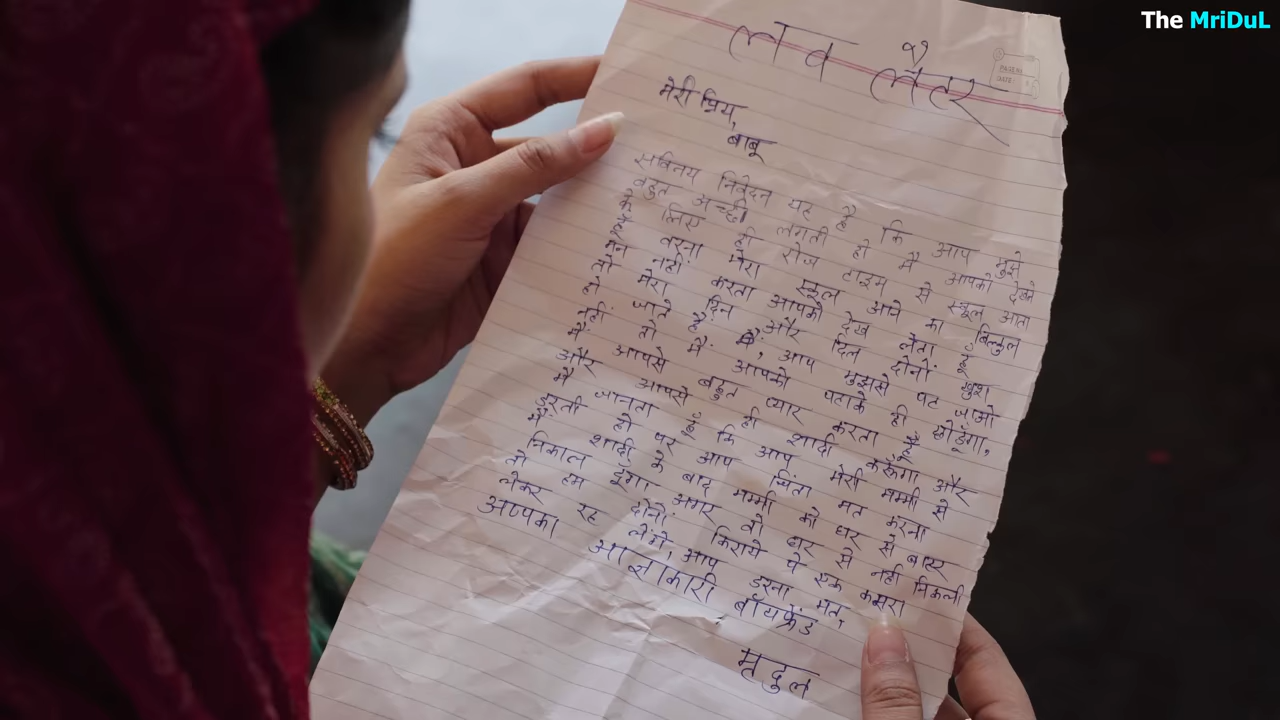 The MriDuL
लव लैटर
PAGE NO
DATE
मेरी प्रिय,
बाबू
सविनय निवेदन यह है कि आप मुझे
बहुत अच्छी लगती हो मैं आपको देखने
के लिए ही रोज टाइम से स्कूल आता
हूँ वरना मेरा स्कूल आने का बिल्कुल
मन नहीं करता आपको देख लेता हूँ
तो मेरा दिन और दिल दोनों खुश
हो जाते हैं, आप मुझसे पट जाओ
नहीं तो मैं आपको पटाके ही छोडूँगा,
मैं आपसे बहुत प्यार करता हूँ
और आपसे ही शादी करूँगा और
मैं जानता हूँ कि आप मेरी मम्मी से
डरती हो पर आप चिंता मत करना
मैं शादी के बाद मम्मी को घर से बाहर
निकाल दूँगा अगर वो घर से नही निकली
तो हम दोनों किराये पे एक कमरा
लेकर रह लेंगे, आप डरना मत,
आपका
आज्ञाकारी बॉयफ्रेंड
मृदुल